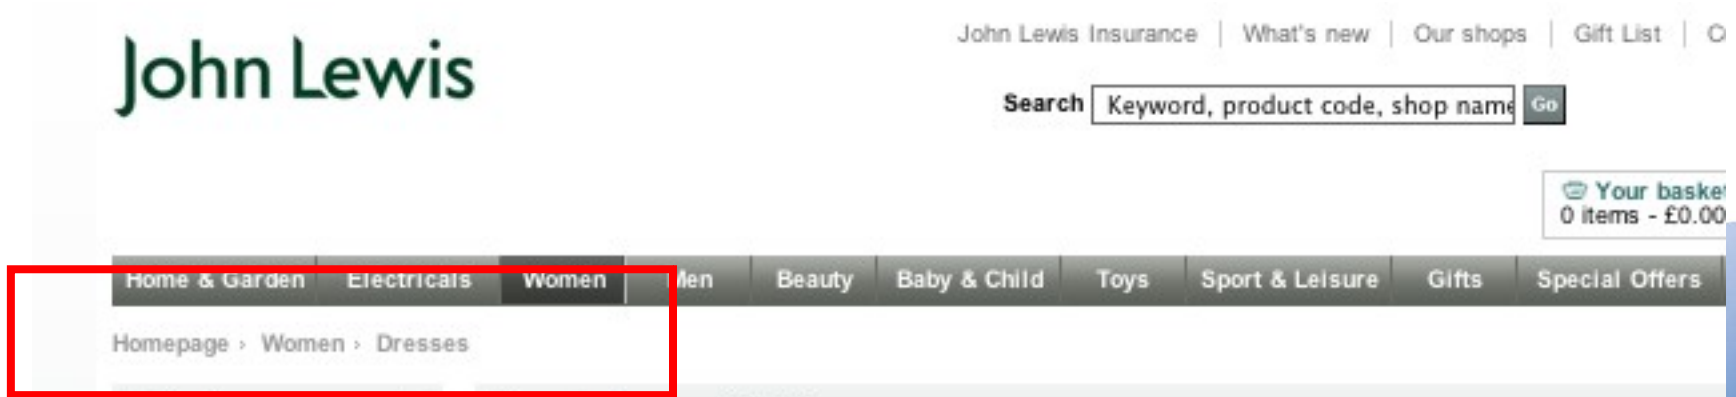 John Lewis
John Lewis Insurance | What's new | Our shops | Gift List |
Search Keyword, product code, shop name Go
Your basket
0 items - £0.00
Home & Garden Electricals Women Men Beauty Baby & Child Toys Sport & Leisure Gifts Special Offers
Homepage › Women › Dresses